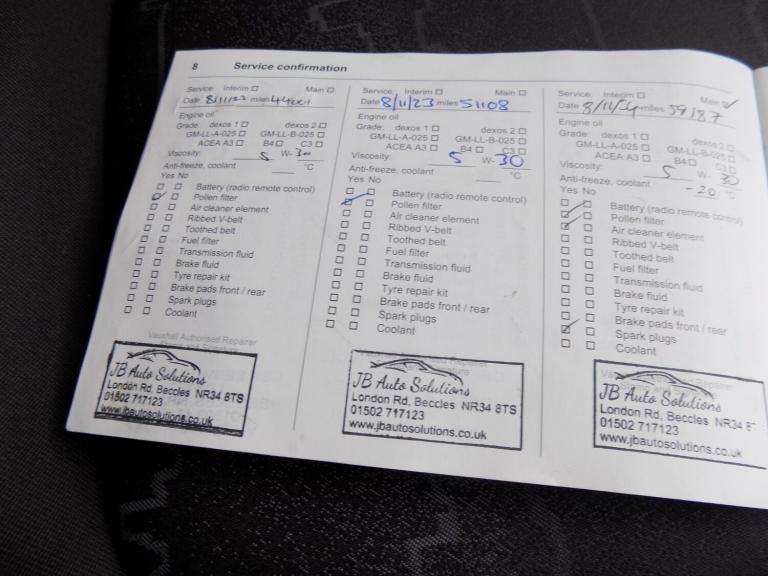 8 Service confirmation
Service: Interim Main
Date 8/11/22 miles
Engine oil
Grade: dexos 1 dexos 2
GM-LL-A-025 GM-LL-B-025
ACEA A3 B4 C3
Viscosity: 5 W-30
Anti-freeze, coolant °C
Yes No
Battery (radio remote control)
Pollen filter
Air cleaner element
Ribbed V-belt
Toothed belt
Fuel filter
Transmission fluid
Brake fluid
Tyre repair kit
Brake pads front / rear
Spark plugs
Coolant
Vauxhall Authorised Repairer
JB Auto Solutions
London Rd, Beccles NR34 8TS
01502 717123
www.jbautosolutions.co.uk
Service: Interim Main
Date 8/11/23 miles 51108
Engine oil
Grade: dexos 1 dexos 2
GM-LL-A-025 GM-LL-B-025
ACEA A3 B4 C3
Viscosity: 5 W-30
Anti-freeze, coolant °C
Yes No
Battery (radio remote control)
Pollen filter
Air cleaner element
Ribbed V-belt
Toothed belt
Fuel filter
Transmission fluid
Brake fluid
Tyre repair kit
Brake pads front / rear
Spark plugs
Coolant
JB Auto Solutions
London Rd, Beccles NR34 8TS
01502 717123
www.jbautosolutions.co.uk
Service: Interim Main
Date 8/11/24 miles 59187
Engine oil
Grade: dexos 1 dexos 2
GM-LL-A-025 GM-LL-B-025
ACEA A3 B4 C3
Viscosity: 5 W- 30
Anti-freeze, coolant -20 °C
Yes No
Battery (radio remote control)
Pollen filter
Air cleaner element
Ribbed V-belt
Toothed belt
Fuel filter
Transmission fluid
Brake fluid
Tyre repair kit
Brake pads front / rear
Spark plugs
Coolant
JB Auto Solutions
London Rd, Beccles NR34 8
01502 717123
www.jbautosolutions.co.uk